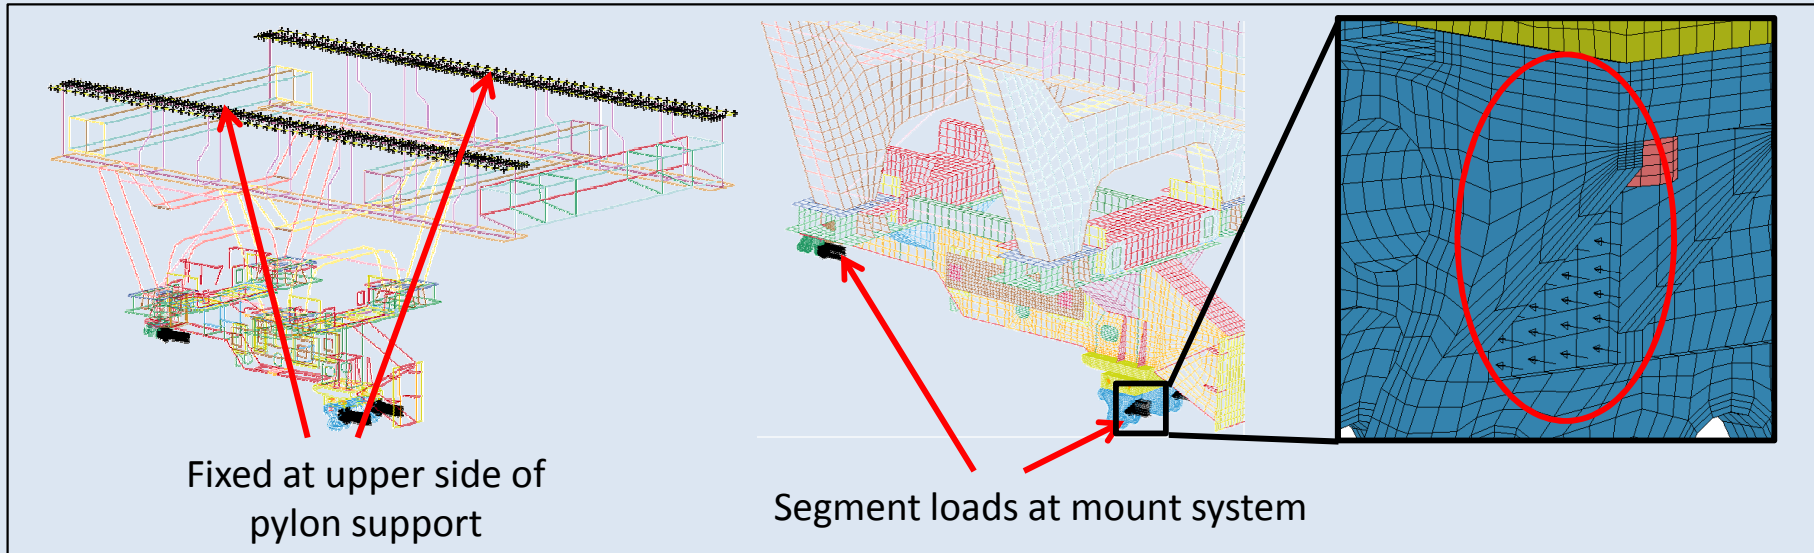 Fixed at upper side of
pylon support
Segment loads at mount system